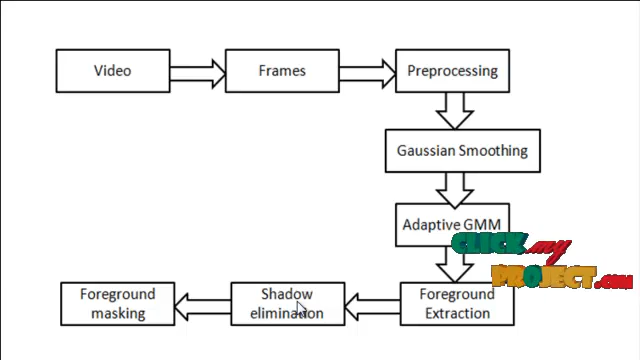 Video
Frames
Preprocessing
Gaussian Smoothing
Adaptive GMM
CLICK.my
PROJECT.com
Foreground
masking
Shadow
elimination
Foreground
Extraction